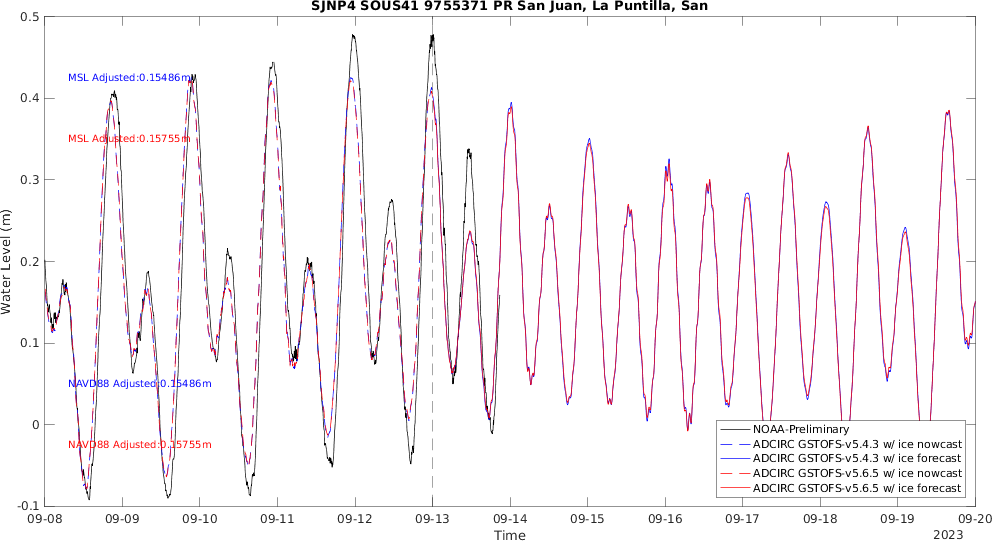 SJNP4 SOUS41 9755371 PR San Juan, La Puntilla, San
0.5
0.4
0.3
0.2
0.1
0
-0.1
Water Level (m)
MSL Adjusted:0.15486m
MSL Adjusted:0.15755m
NAVD88 Adjusted:0.15486m
NAVD88 Adjusted:0.15755m
NOAA-Preliminary
ADCIRC GSTOFS-v5.4.3 w/ ice nowcast
ADCIRC GSTOFS-v5.4.3 w/ ice forecast
ADCIRC GSTOFS-v5.6.5 w/ ice nowcast
ADCIRC GSTOFS-v5.6.5 w/ ice forecast
09-08 09-09 09-10 09-11 09-12 09-13 09-14 09-15 09-16 09-17 09-18 09-19 09-20
Time
2023